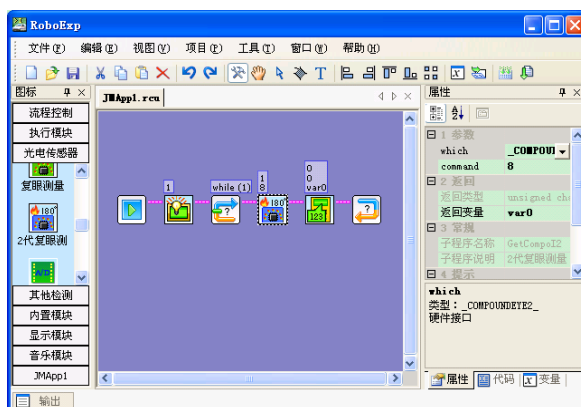 RoboExp
文件(F) 编辑(E) 视图(V) 项目(P) 工具(T) 窗口(W) 帮助(H)
图标
流程控制
执行模块
光电传感器
复眼测量
180°
2代复眼测
A/D
其他检测
内置模块
显示模块
音乐模块
JMApp1
输出
JMApp1.rcu
1
while (1)
1
8
0
0
var0
180°
123
属性
1 参数
which _COMPOUN
command 8
2 返回
返回类型 unsigned cha
返回变量 var0
3 常规
子程序名称 GetCompoI2
子程序说明 2代复眼测量
4 提示
which
类型：_COMPOUNDEYE2_
硬件接口
属性 代码 变量